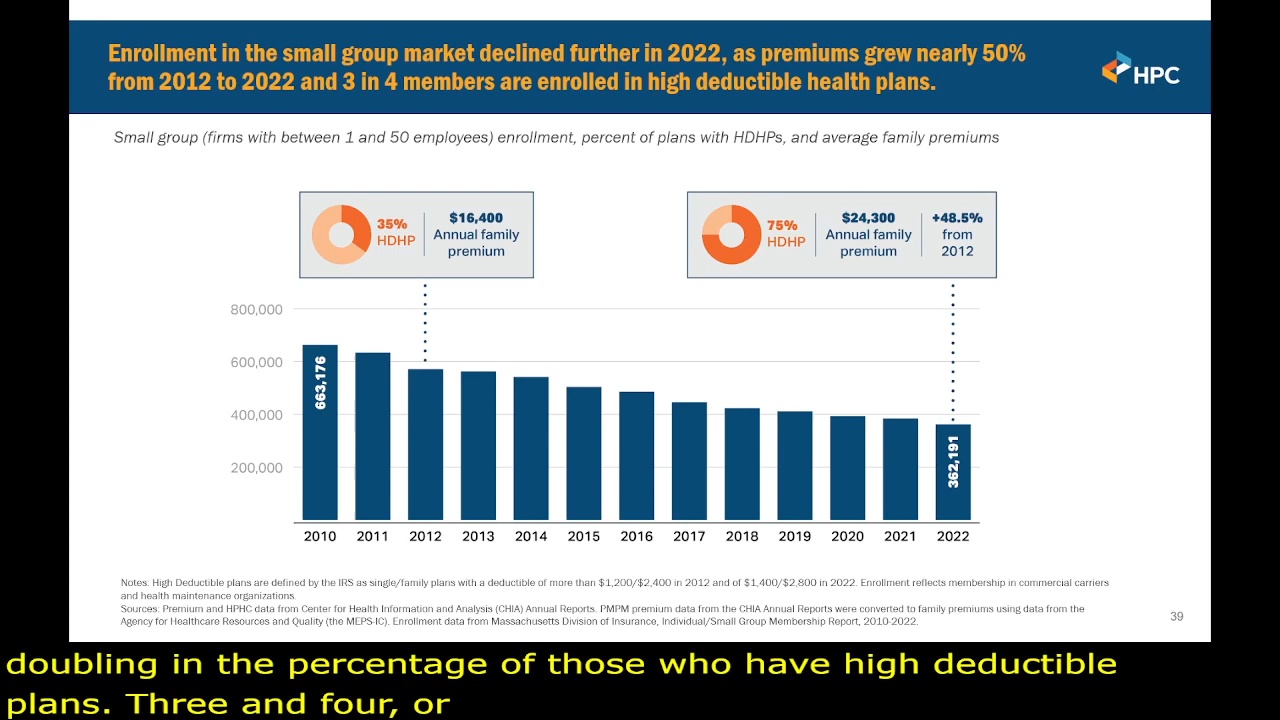 Enrollment in the small group market declined further in 2022, as premiums grew nearly 50%
from 2012 to 2022 and 3 in 4 members are enrolled in high deductible health plans.
HPC
Small group (firms with between 1 and 50 employees) enrollment, percent of plans with HDHPs, and average family premiums
35%
HDHP
$16,400
Annual family
premium
75%
HDHP
$24,300
Annual family
premium
+48.5%
from
2012
800,000
600,000
400,000
200,000
663,176
362,191
2010 2011 2012 2013 2014 2015 2016 2017 2018 2019 2020 2021 2022
Notes: High Deductible plans are defined by the IRS as single/family plans with a deductible of more than $1,200/$2,400 in 2012 and of $1,400/$2,800 in 2022. Enrollment reflects membership in commercial carriers
and health maintenance organizations.
Sources: Premium and HPHC data from Center for Health Information and Analysis (CHIA) Annual Reports. PMPM premium data from the CHIA Annual Reports were converted to family premiums using data from the
Agency for Healthcare Resources and Quality (the MEPS-IC). Enrollment data from Massachusetts Division of Insurance, Individual/Small Group Membership Report, 2010-2022.
39
doubling in the percentage of those who have high deductible
plans. Three and four, or